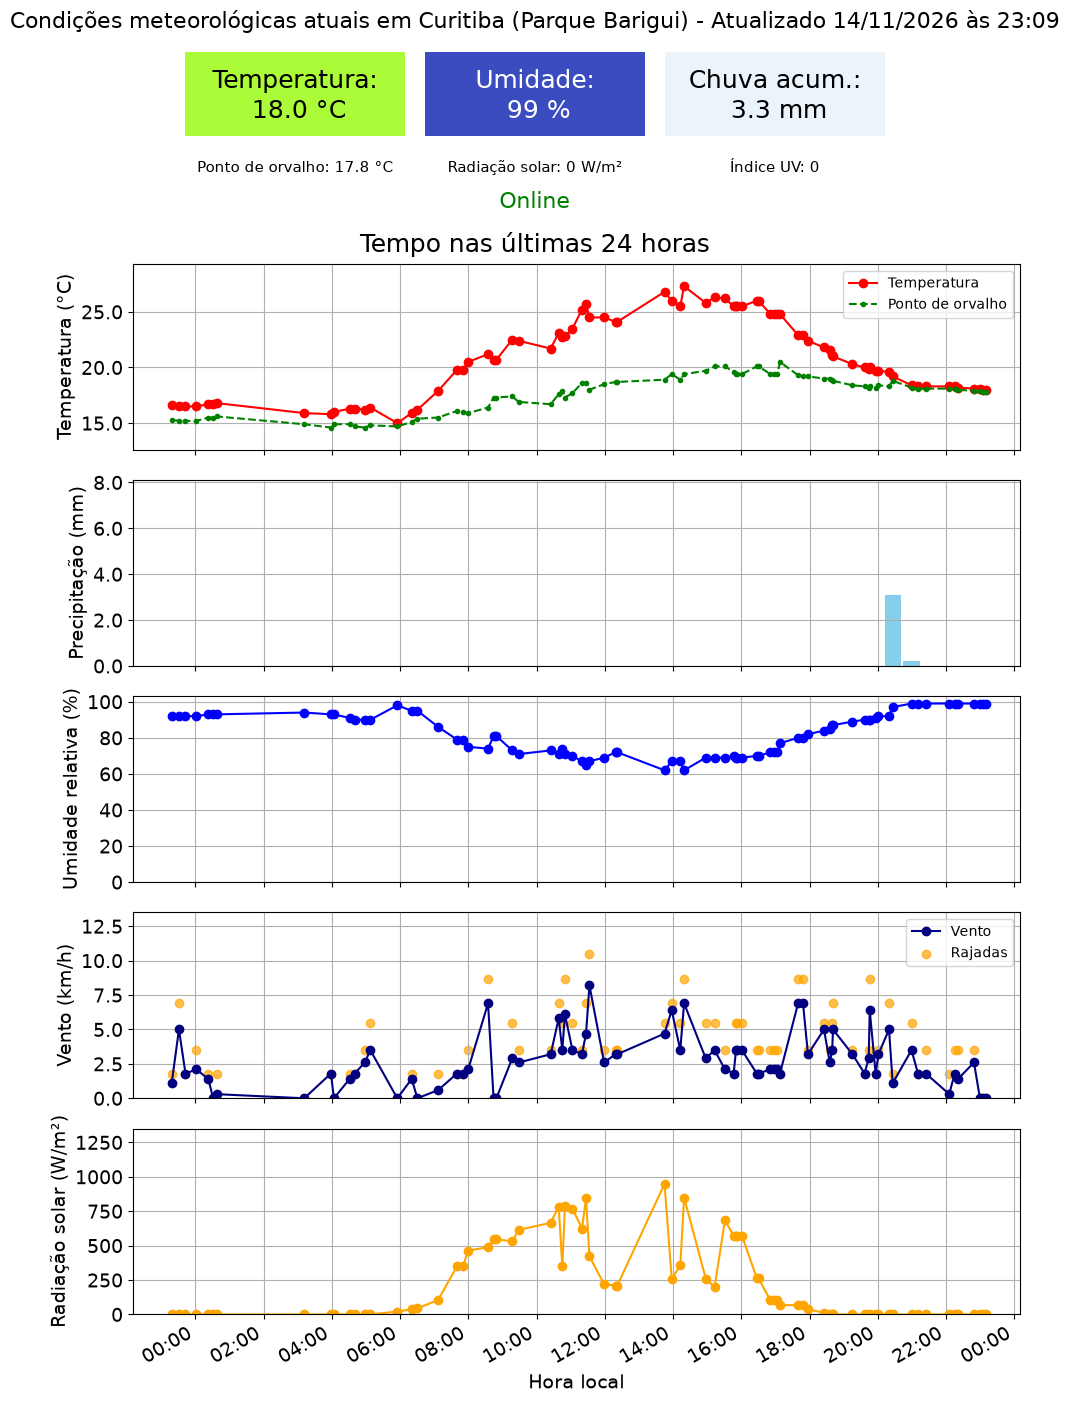 Condições meteorológicas atuais em Curitiba (Parque Barigui) - Atualizado 14/11/2026 às 23:09
Temperatura:
18.0 °C
Umidade:
99 %
Chuva acum.:
3.3 mm
Ponto de orvalho: 17.8 °C
Radiação solar: 0 W/m²
Índice UV: 0
Online
Tempo nas últimas 24 horas
Temperatura (°C)
25.0
20.0
15.0
Temperatura
Ponto de orvalho
Precipitação (mm)
8.0
6.0
4.0
2.0
0.0
Umidade relativa (%)
100
80
60
40
20
0
Vento (km/h)
12.5
10.0
7.5
5.0
2.5
0.0
Vento
Rajadas
Radiação solar (W/m²)
1250
1000
750
500
250
0
00:00 02:00 04:00 06:00 08:00 10:00 12:00 14:00 16:00 18:00 20:00 22:00 00:00
Hora local